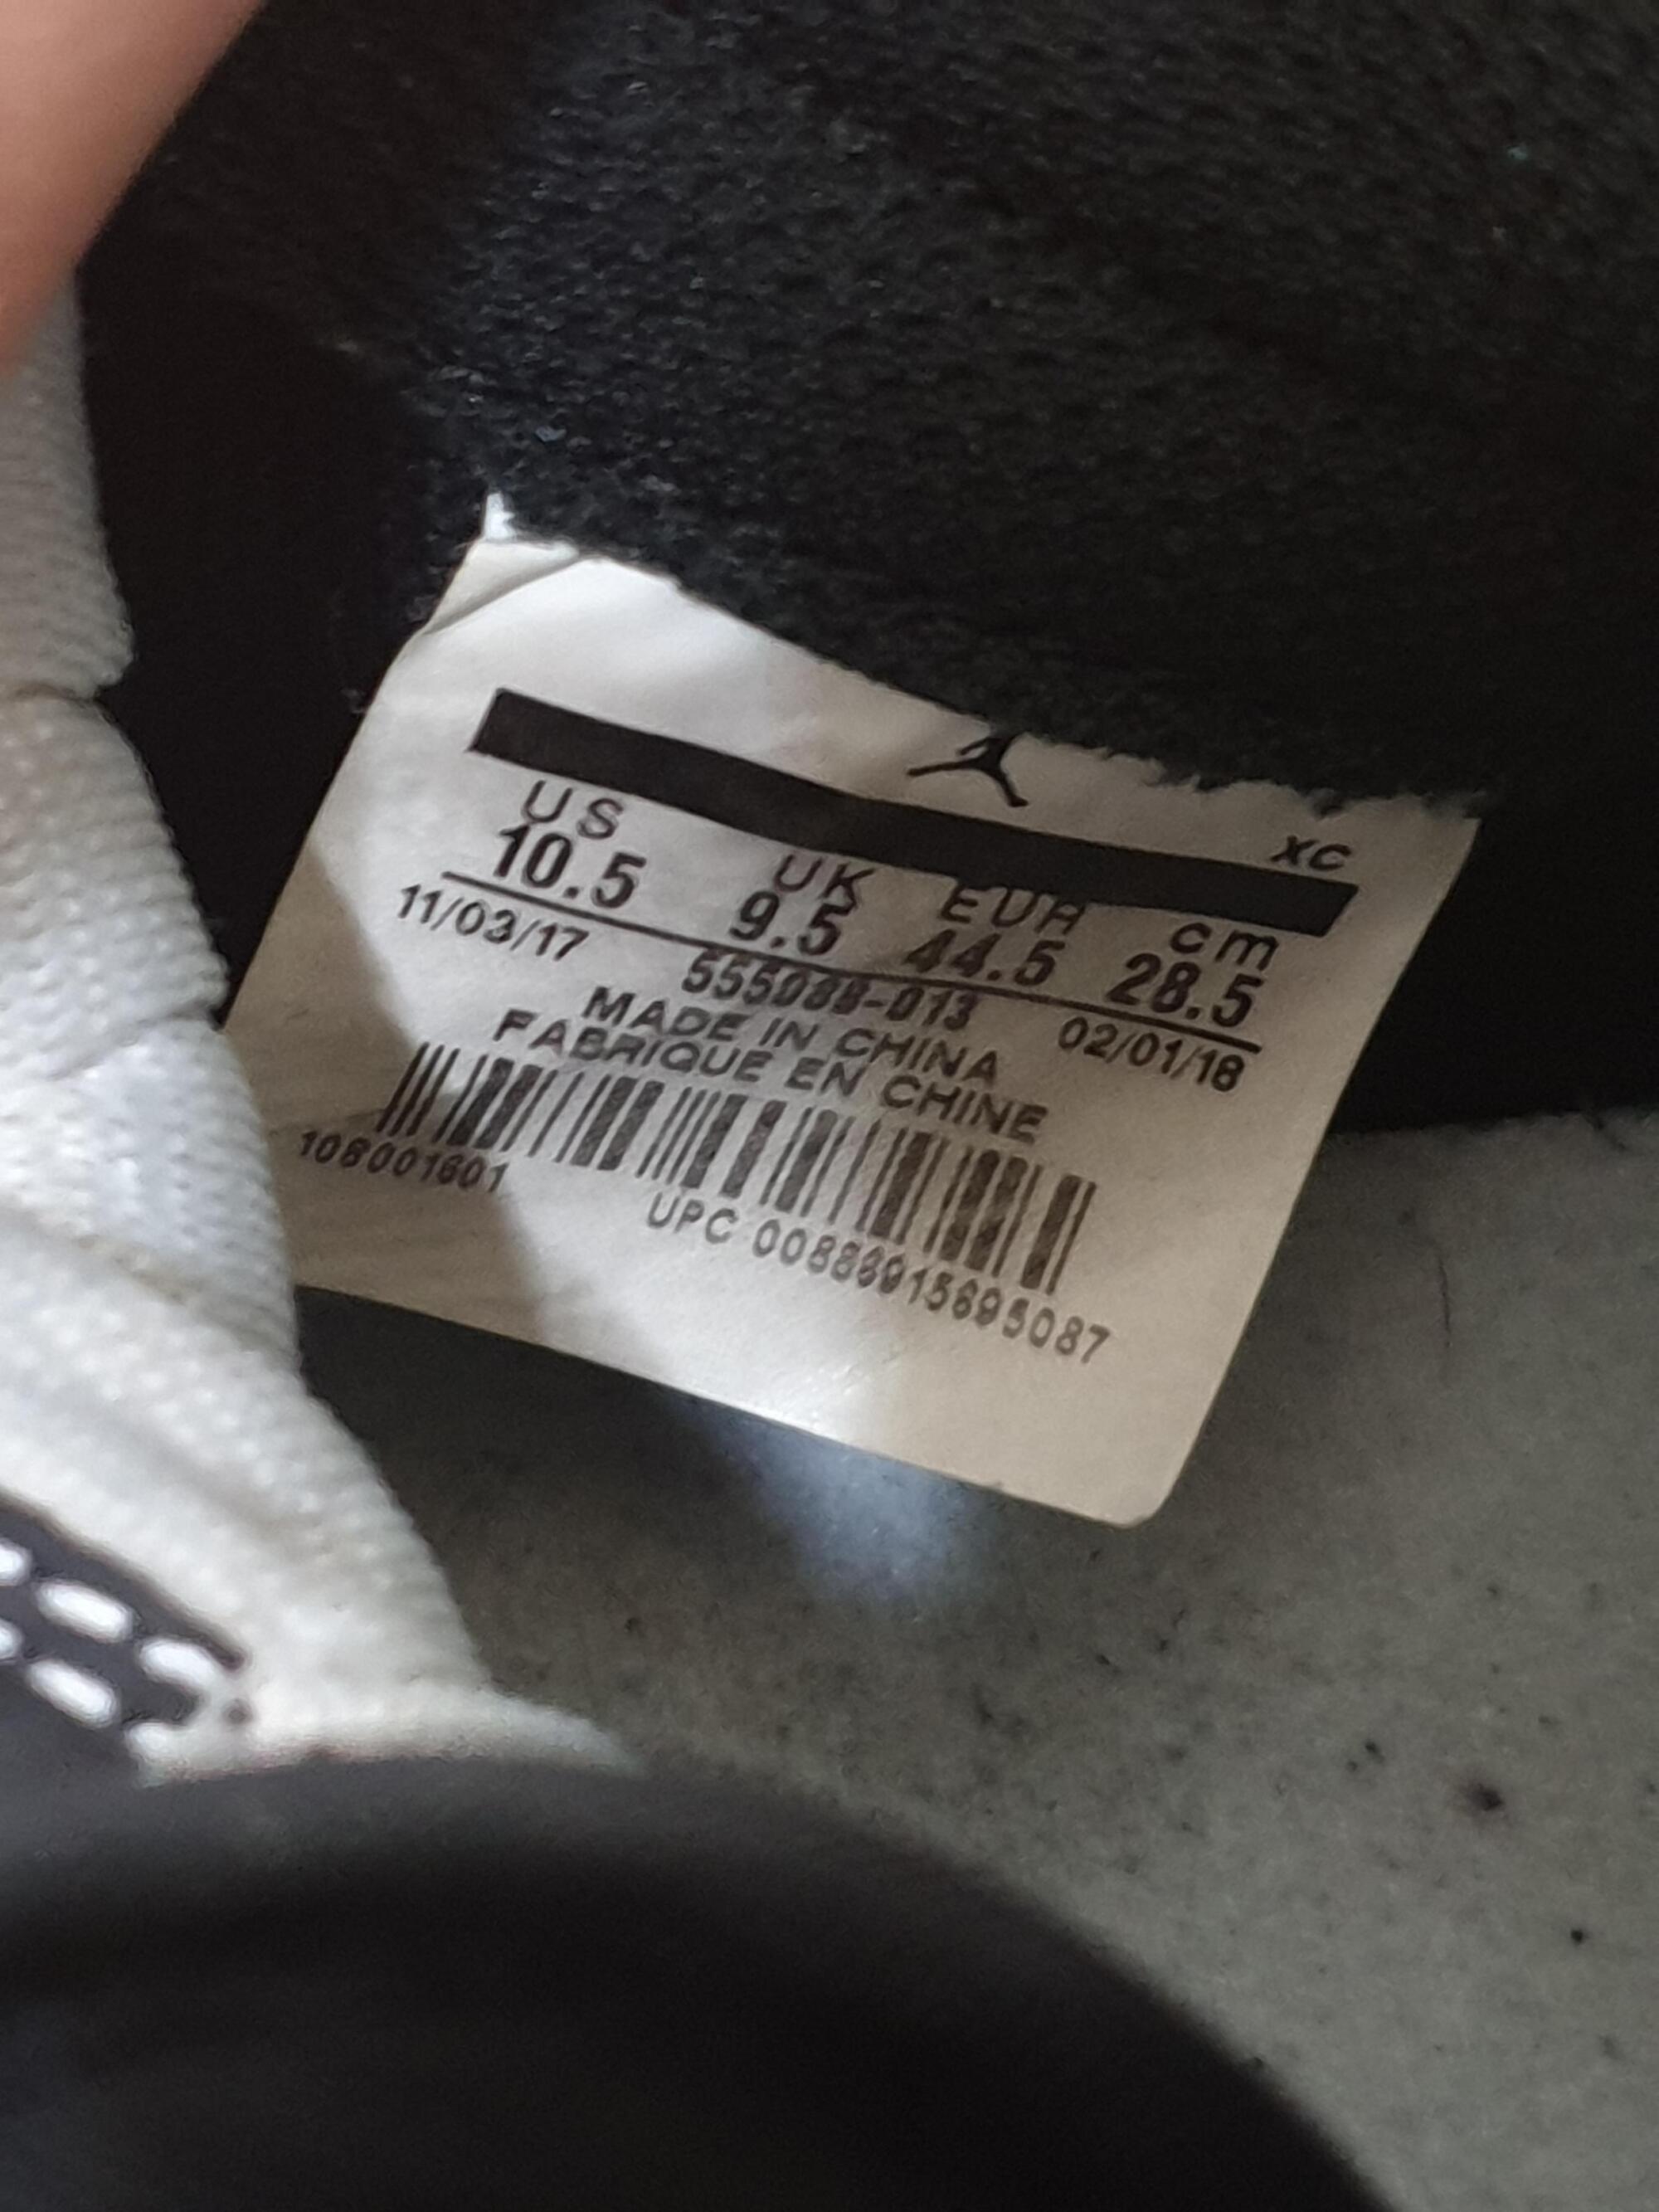 XC
US UK EUR cm
10.5 9.5 44.5 28.5
11/03/17 555088-013 02/01/18
MADE IN CHINA
FABRIQUE EN CHINE
108001601
UPC 00886915695087